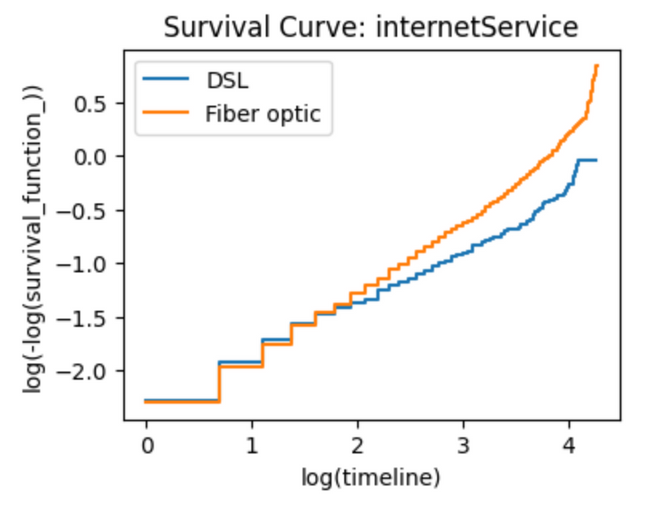 Survival Curve: internetService
DSL
Fiber optic
log(-log(survival_function_))
0.5
0.0
−0.5
−1.0
−1.5
−2.0
0 1 2 3 4
log(timeline)